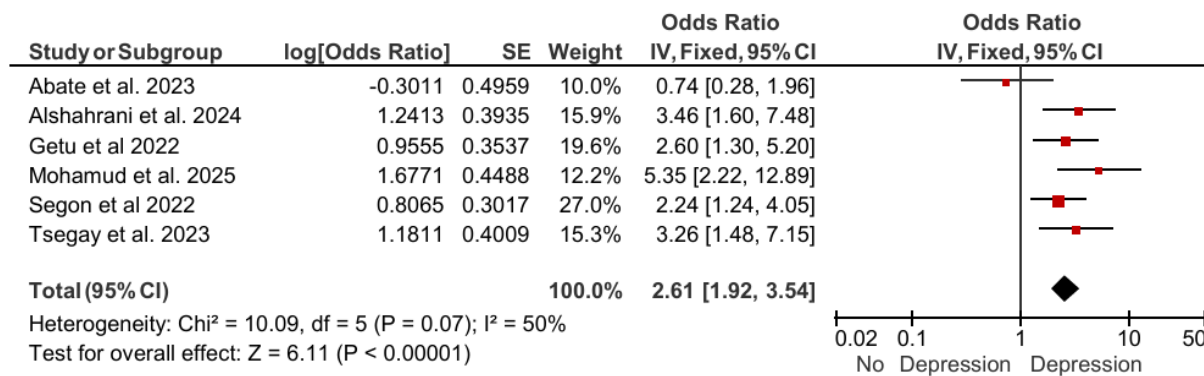 Odds Ratio Odds Ratio
Study or Subgroup log[Odds Ratio] SE Weight IV, Fixed, 95% CI IV, Fixed, 95% CI
Abate et al. 2023 -0.3011 0.4959 10.0% 0.74 [0.28, 1.96]
Alshahrani et al. 2024 1.2413 0.3935 15.9% 3.46 [1.60, 7.48]
Getu et al 2022 0.9555 0.3537 19.6% 2.60 [1.30, 5.20]
Mohamud et al. 2025 1.6771 0.4488 12.2% 5.35 [2.22, 12.89]
Segon et al 2022 0.8065 0.3017 27.0% 2.24 [1.24, 4.05]
Tsegay et al. 2023 1.1811 0.4009 15.3% 3.26 [1.48, 7.15]
Total (95% CI) 100.0% 2.61 [1.92, 3.54]
Heterogeneity: Chi² = 10.09, df = 5 (P = 0.07); I² = 50%
Test for overall effect: Z = 6.11 (P < 0.00001)
0.02 0.1 1 10 50
No Depression Depression